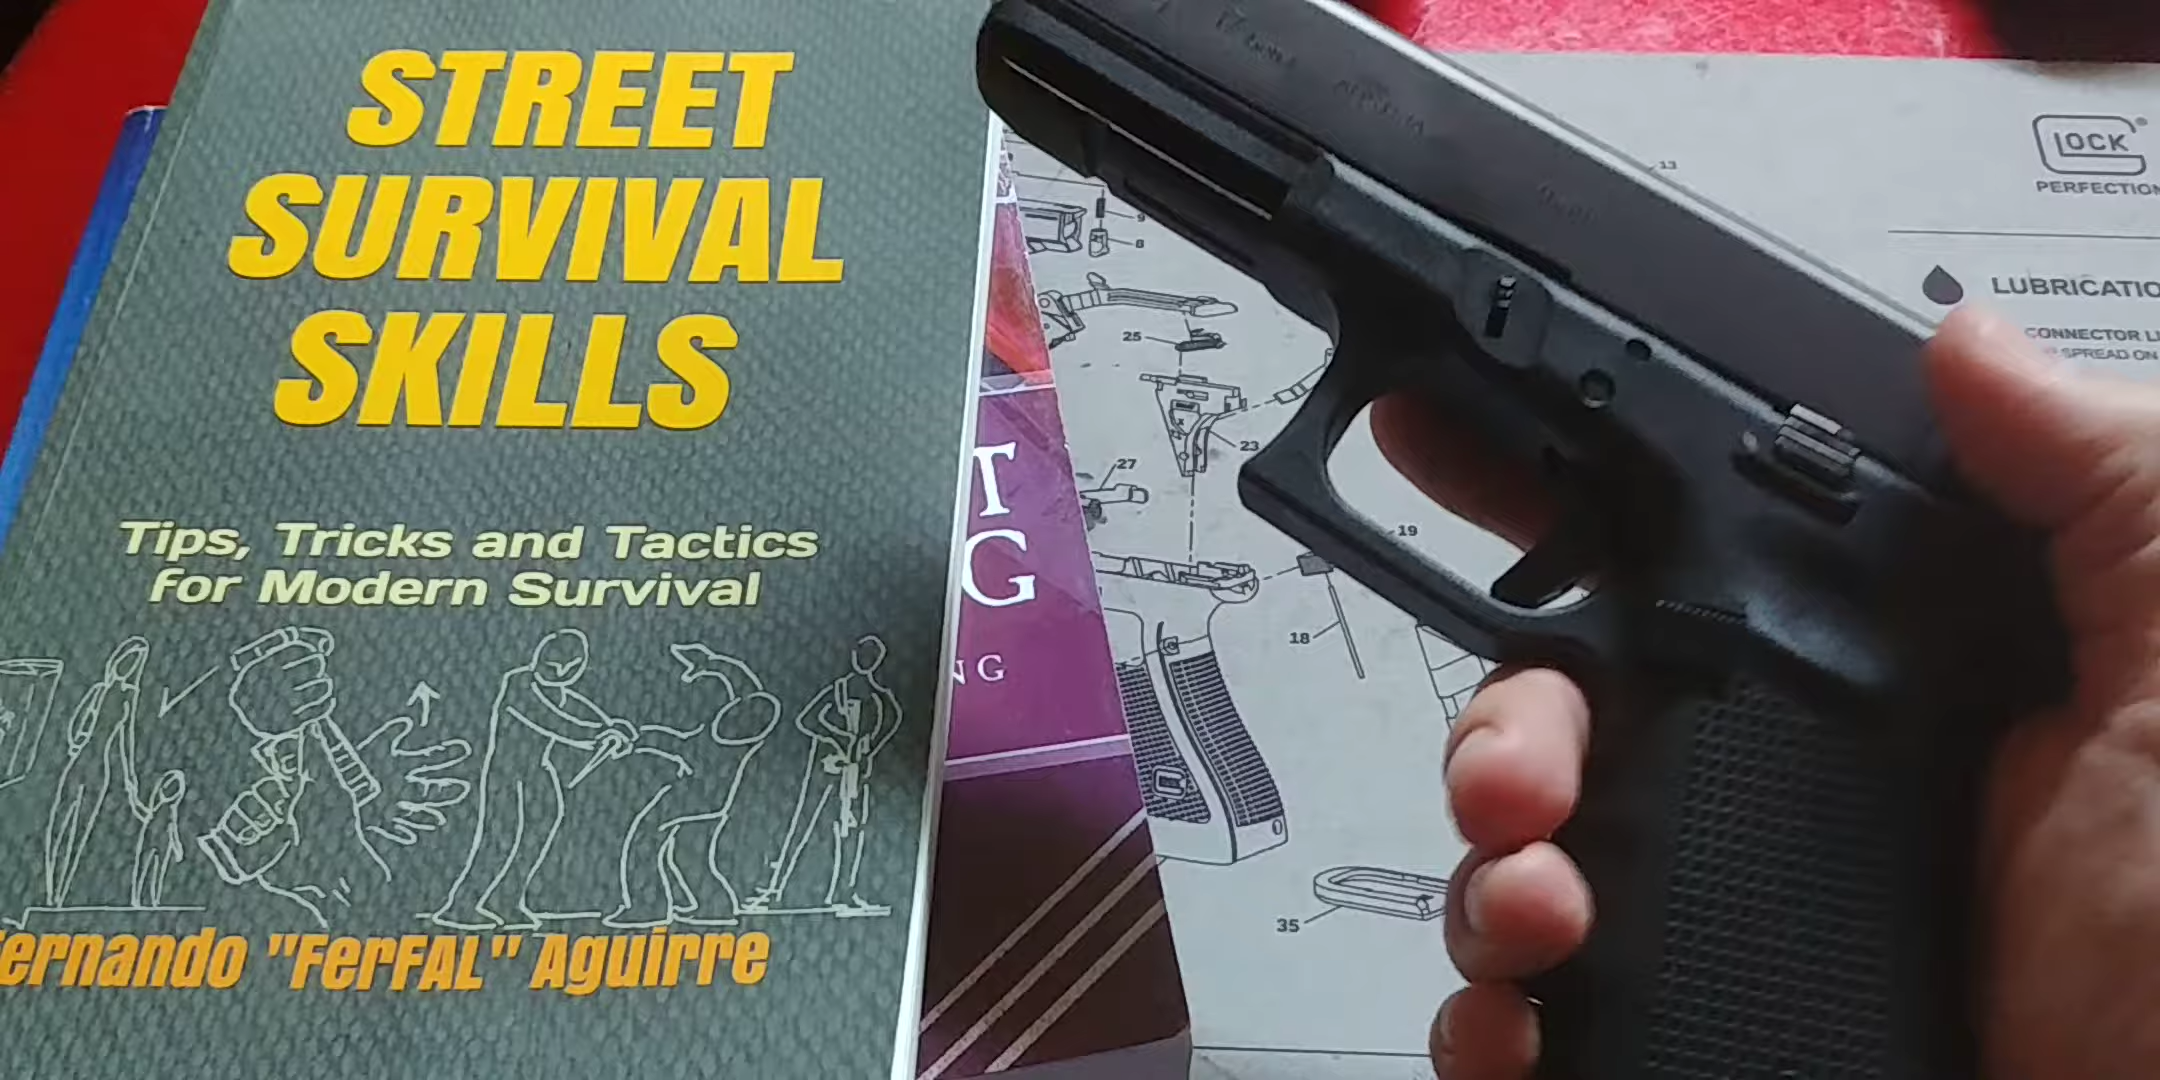 STREET
SURVIVAL
SKILLS
Tips, Tricks and Tactics
for Modern Survival
ernando "FerFAL" Aguirre
T
G
NG
GLOCK
PERFECTION
LUBRICATIO
CONNECTOR L
SPREAD ON
13
9
8
25
23
27
19
18
35